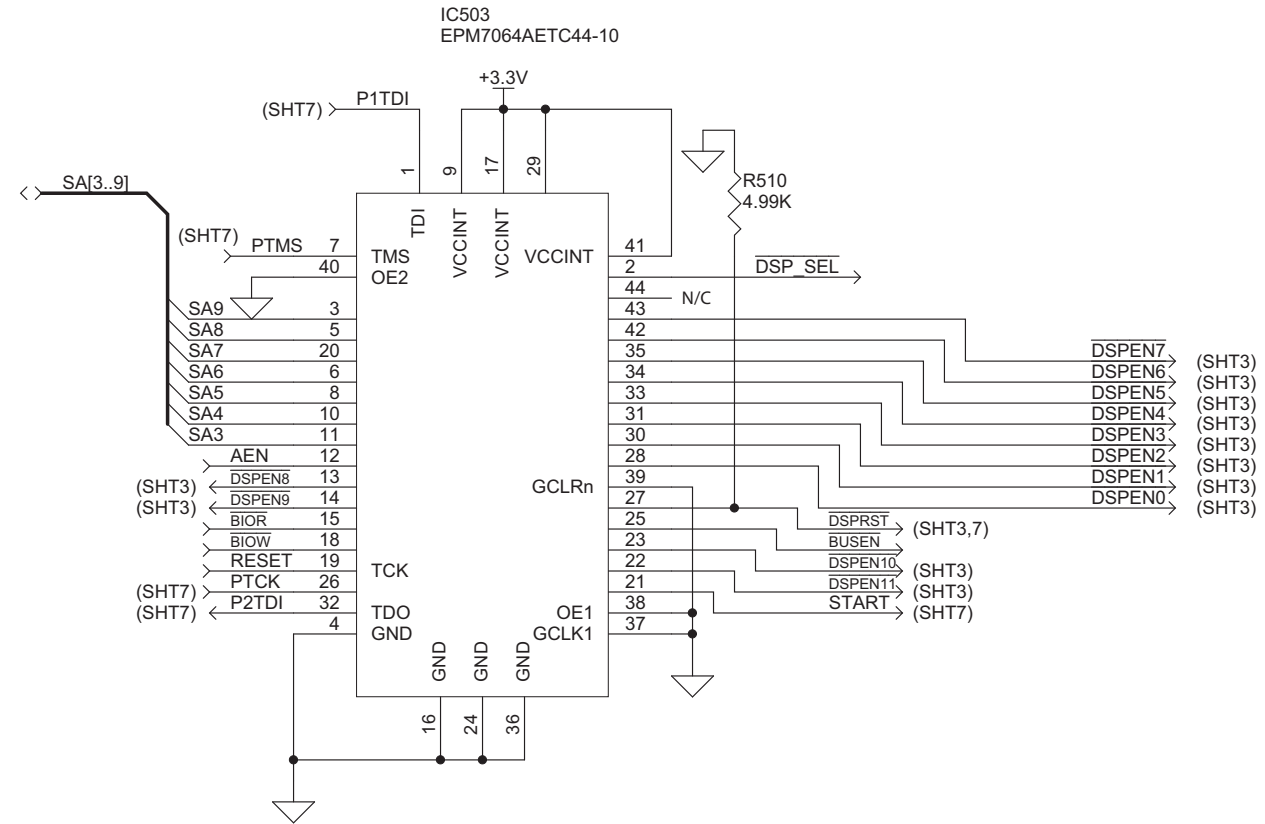 IC503
EPM7064AETC44-10
+3.3V
(SHT7) P1TDI
1
9
17
29
SA[3..9]
R510
4.99K
TDI
VCCINT
VCCINT
VCCINT
(SHT7)
PTMS 7 TMS
40 OE2
41
2 DSP_SEL
44 N/C
43
42
35
34
33
31
30
28
GCLRn 39
27
25
23
22
21
OE1 38
GCLK1 37
SA9 3
SA8 5
SA7 20
SA6 6
SA5 8
SA4 10
SA3 11
AEN 12
(SHT3) DSPEN8 13
(SHT3) DSPEN9 14
BIOR 15
BIOW 18
RESET 19 TCK
(SHT7) PTCK 26
(SHT7) P2TDI 32 TDO
4 GND
DSPEN7 (SHT3)
DSPEN6 (SHT3)
DSPEN5 (SHT3)
DSPEN4 (SHT3)
DSPEN3 (SHT3)
DSPEN2 (SHT3)
DSPEN1 (SHT3)
DSPEN0 (SHT3)
DSPRST (SHT3,7)
BUSEN
DSPEN10 (SHT3)
DSPEN11 (SHT3)
START (SHT7)
GND
GND
GND
16
24
36